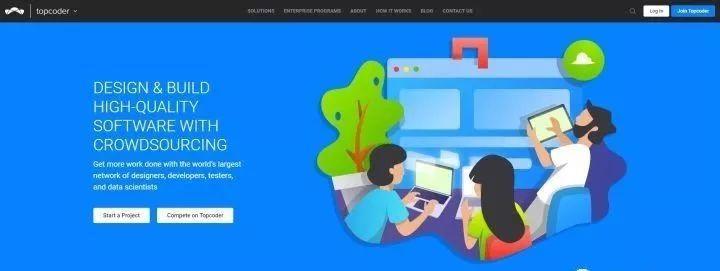 topcoder
SOLUTIONS ENTERPRISE PROGRAMS ABOUT HOW IT WORKS BLOG CONTACT US
Log In Join Topcoder
DESIGN & BUILD
HIGH-QUALITY
SOFTWARE WITH
CROWDSOURCING
Get more work done with the world's largest
network of designers, developers, testers,
and data scientists
Start a Project Compete on Topcoder